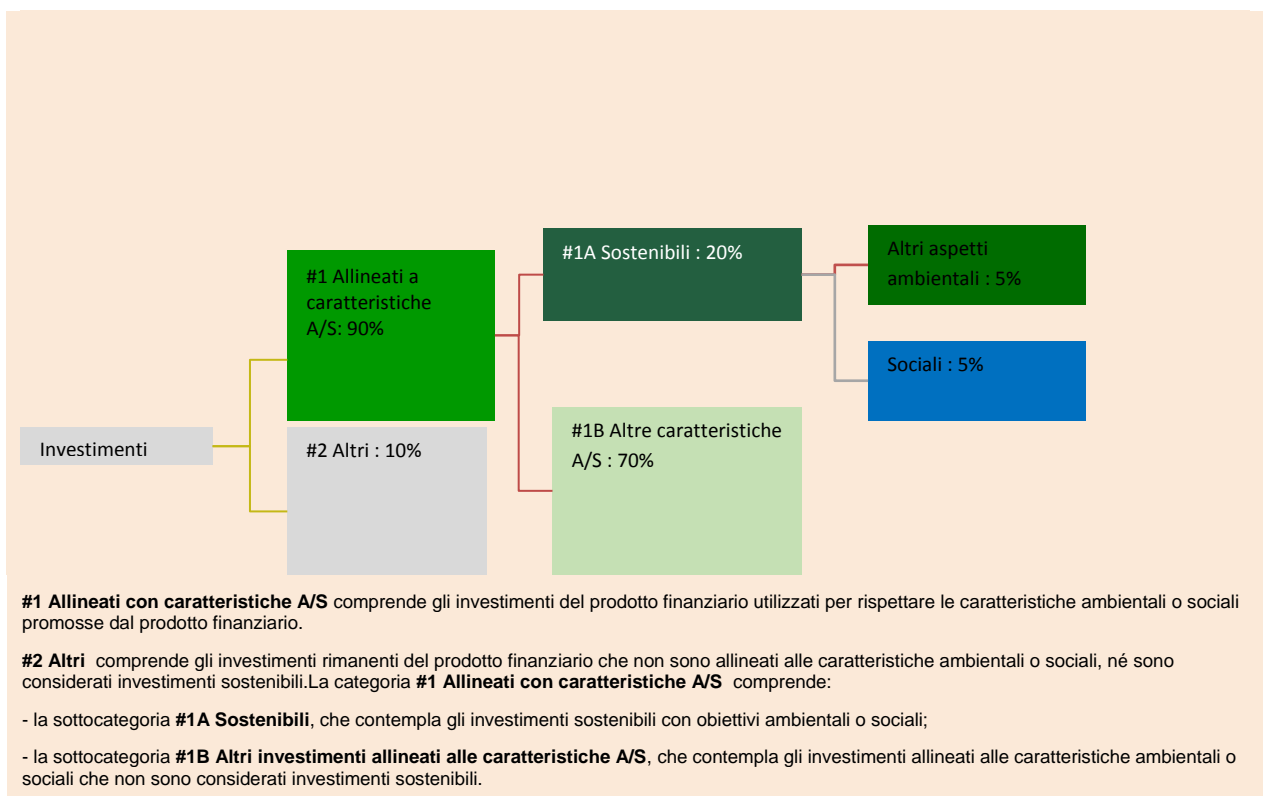 #1 Allineati a
caratteristiche
A/S: 90%
#1A Sostenibili : 20%
Altri aspetti
ambientali : 5%
Sociali : 5%
Investimenti
#2 Altri : 10%
#1B Altre caratteristiche
A/S : 70%
#1 Allineati con caratteristiche A/S comprende gli investimenti del prodotto finanziario utilizzati per rispettare le caratteristiche ambientali o sociali
promosse dal prodotto finanziario.
#2 Altri comprende gli investimenti rimanenti del prodotto finanziario che non sono allineati alle caratteristiche ambientali o sociali, né sono
considerati investimenti sostenibili.La categoria #1 Allineati con caratteristiche A/S comprende:
- la sottocategoria #1A Sostenibili, che contempla gli investimenti sostenibili con obiettivi ambientali o sociali;
- la sottocategoria #1B Altri investimenti allineati alle caratteristiche A/S, che contempla gli investimenti allineati alle caratteristiche ambientali o
sociali che non sono considerati investimenti sostenibili.